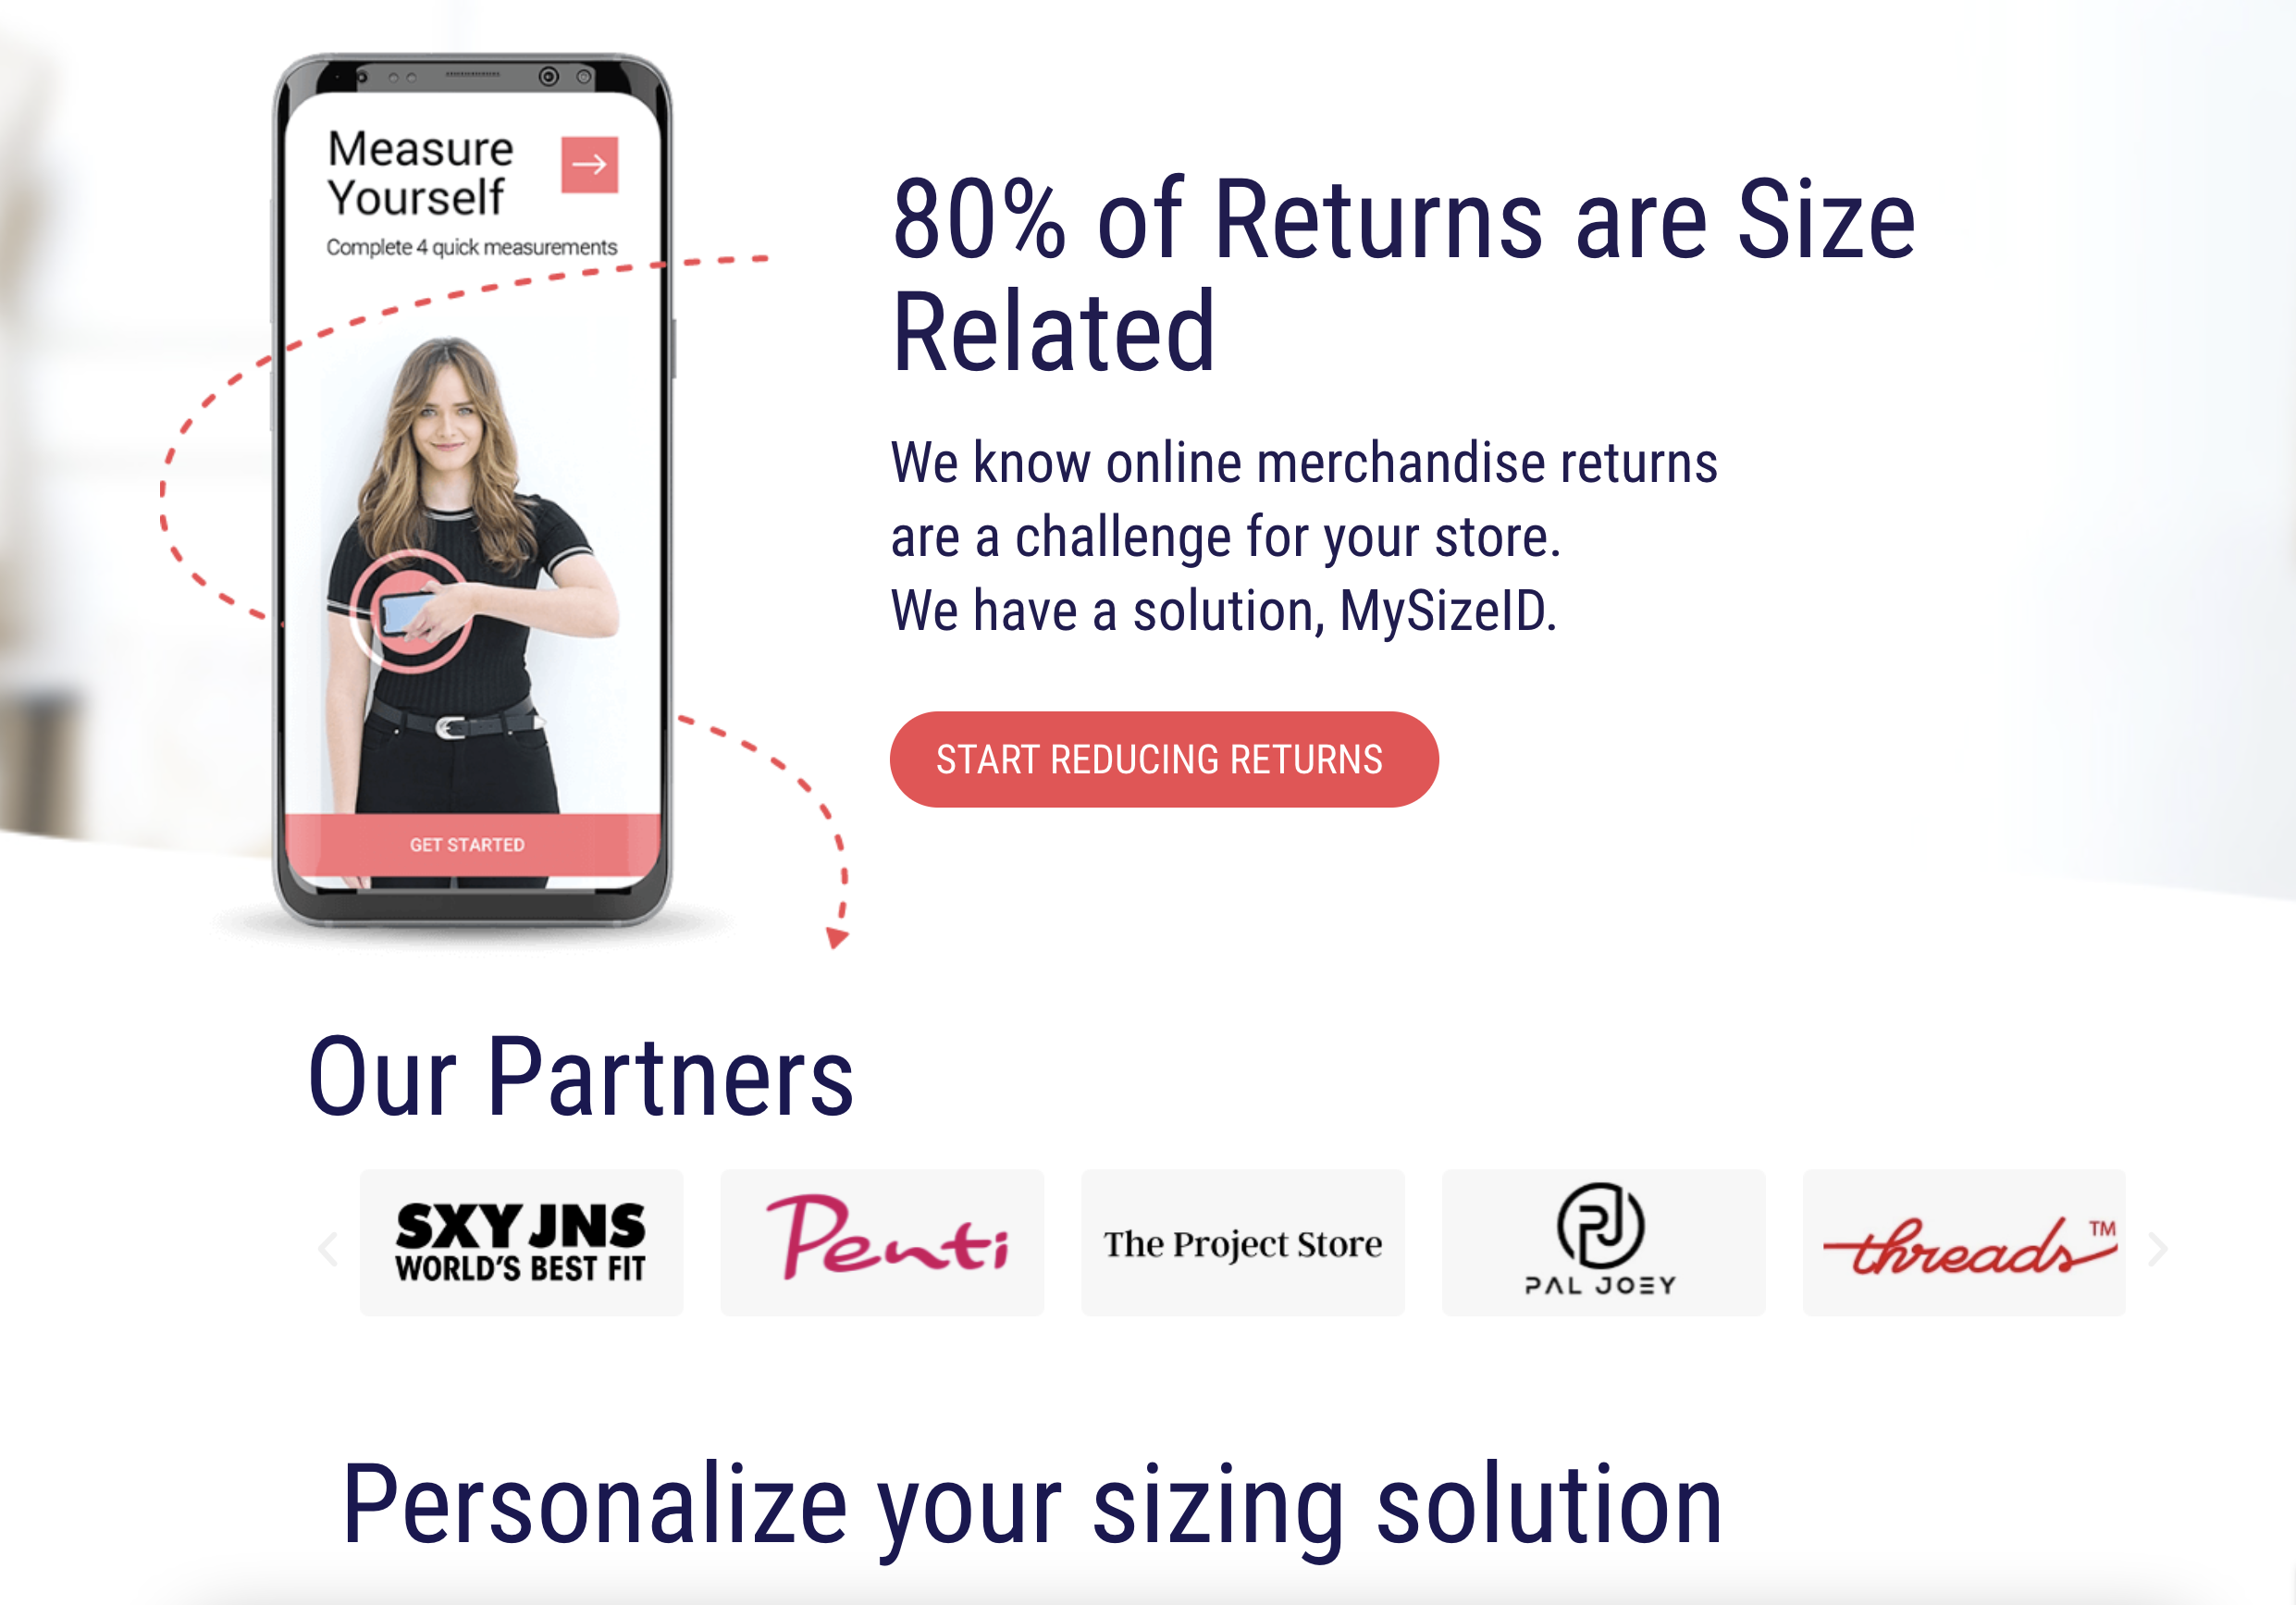 Measure
Yourself
Complete 4 quick measurements
GET STARTED
80% of Returns are Size
Related
We know online merchandise returns
are a challenge for your store.
We have a solution, MySizeID.
START REDUCING RETURNS
Our Partners
SXY JNS
WORLD'S BEST FIT
Penti
The Project Store
PJ
PAL JOEY
threads™
Personalize your sizing solution